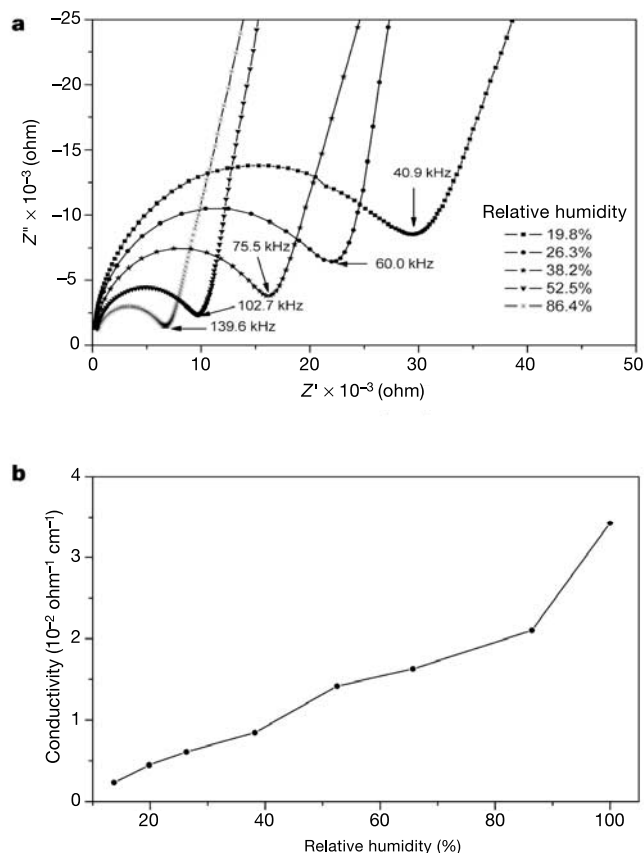 a
-25
-20
-15
-10
-5
0
Z" × 10⁻³ (ohm)
40.9 kHz
75.5 kHz
60.0 kHz
102.7 kHz
139.6 kHz
Relative humidity
19.8%
26.3%
38.2%
52.5%
86.4%
0 10 20 30 40 50
Z' × 10⁻³ (ohm)
b
4
3
2
1
0
Conductivity (10⁻² ohm⁻¹ cm⁻¹)
20 40 60 80 100
Relative humidity (%)